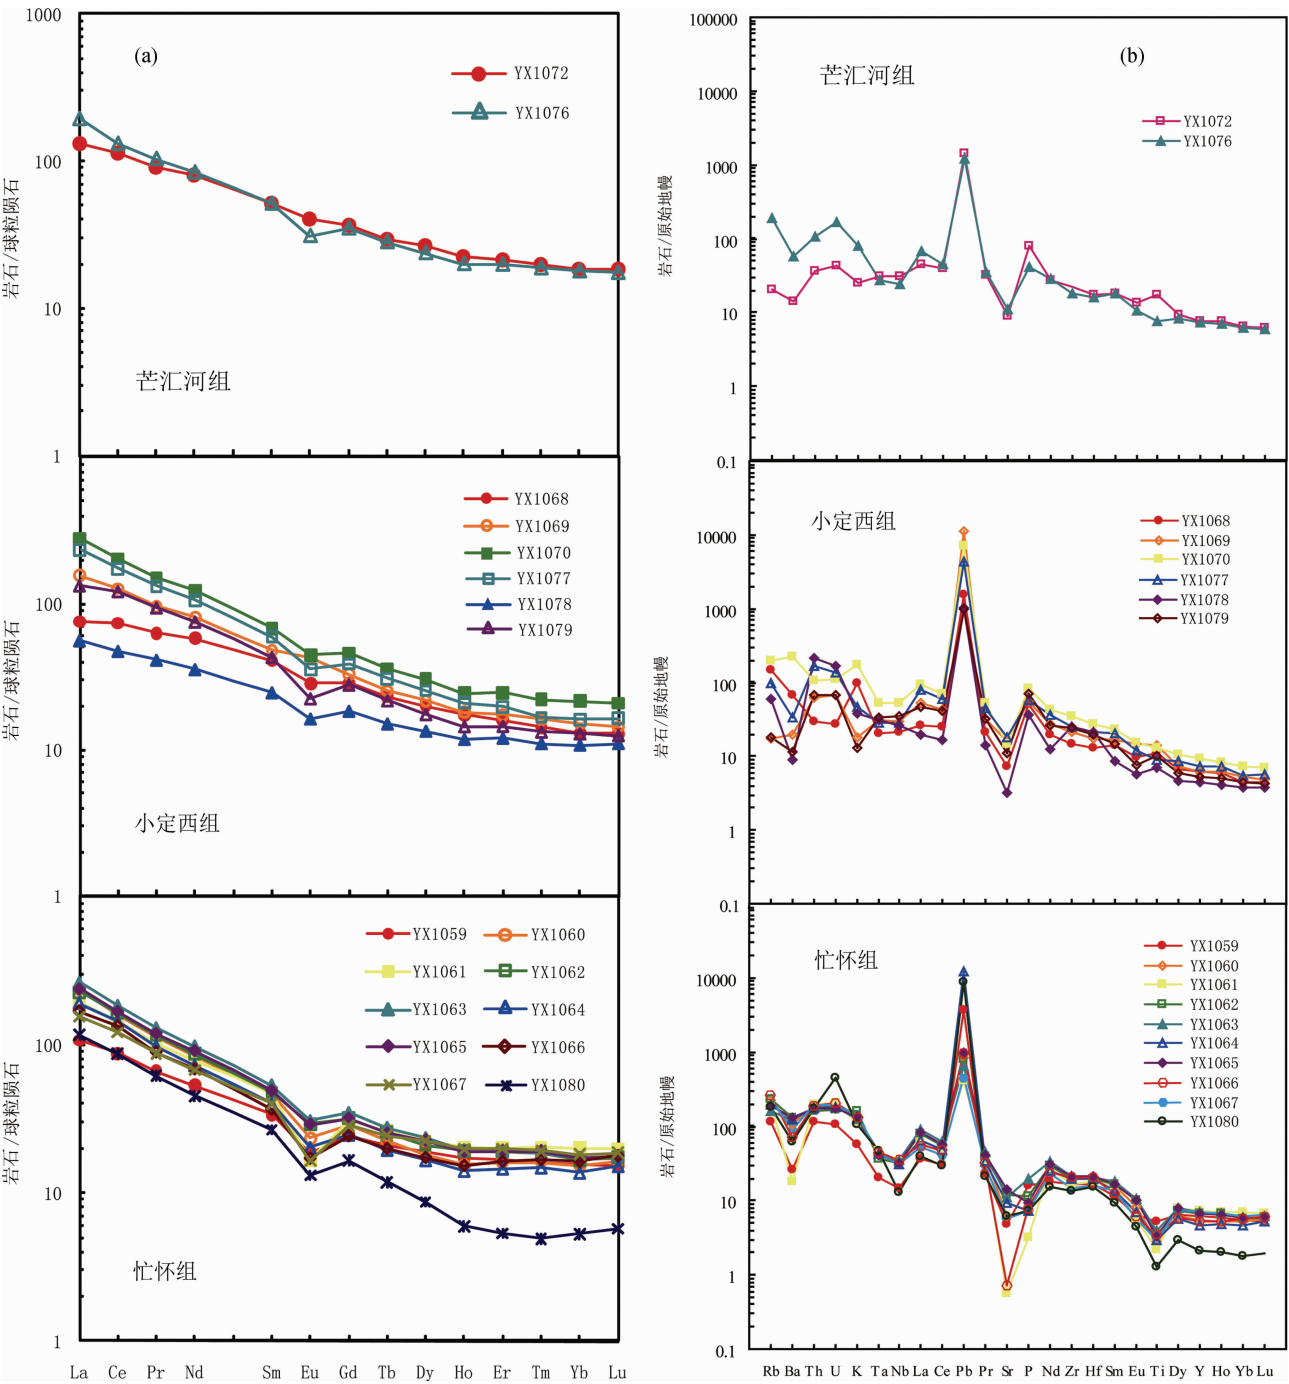 1000
(a)
YX1072
YX1076
100
岩石/球粒陨石
10
芒汇河组
1
YX1068
YX1069
YX1070
YX1077
YX1078
YX1079
100
岩石/球粒陨石
10
小定西组
1
YX1059 YX1060
YX1061 YX1062
YX1063 YX1064
YX1065 YX1066
YX1067 YX1080
100
岩石/球粒陨石
10
忙怀组
1
La Ce Pr Nd Sm Eu Gd Tb Dy Ho Er Tm Yb Lu
100000
(b)
芒汇河组
10000
YX1072
YX1076
1000
岩石/原始地幔
100
10
1
0.1
小定西组
YX1068
YX1069
YX1070
YX1077
YX1078
YX1079
10000
1000
岩石/原始地幔
100
10
1
0.1
忙怀组
YX1059
YX1060
YX1061
YX1062
YX1063
YX1064
YX1065
YX1066
YX1067
YX1080
10000
1000
岩石/原始地幔
100
10
1
0.1
Rb Ba Th U K Ta Nb La Ce Pb Pr Sr P Nd Zr Hf Sm Eu Ti Dy Y Ho Yb Lu